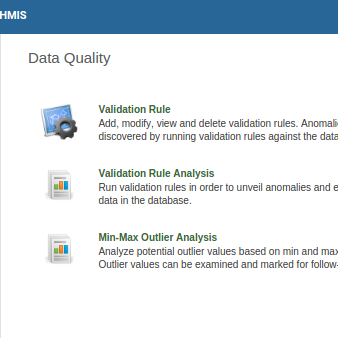 HMIS
Data Quality
Validation Rule
Add, modify, view and delete validation rules.
discovered by running validation rules against the data
Validation Rule Analysis
Run validation rules in order to unveil anomalies and
data in the database.
Min-Max Outlier Analysis
Analyze potential outlier values based on min and max
Outlier values can be examined and marked for follow-